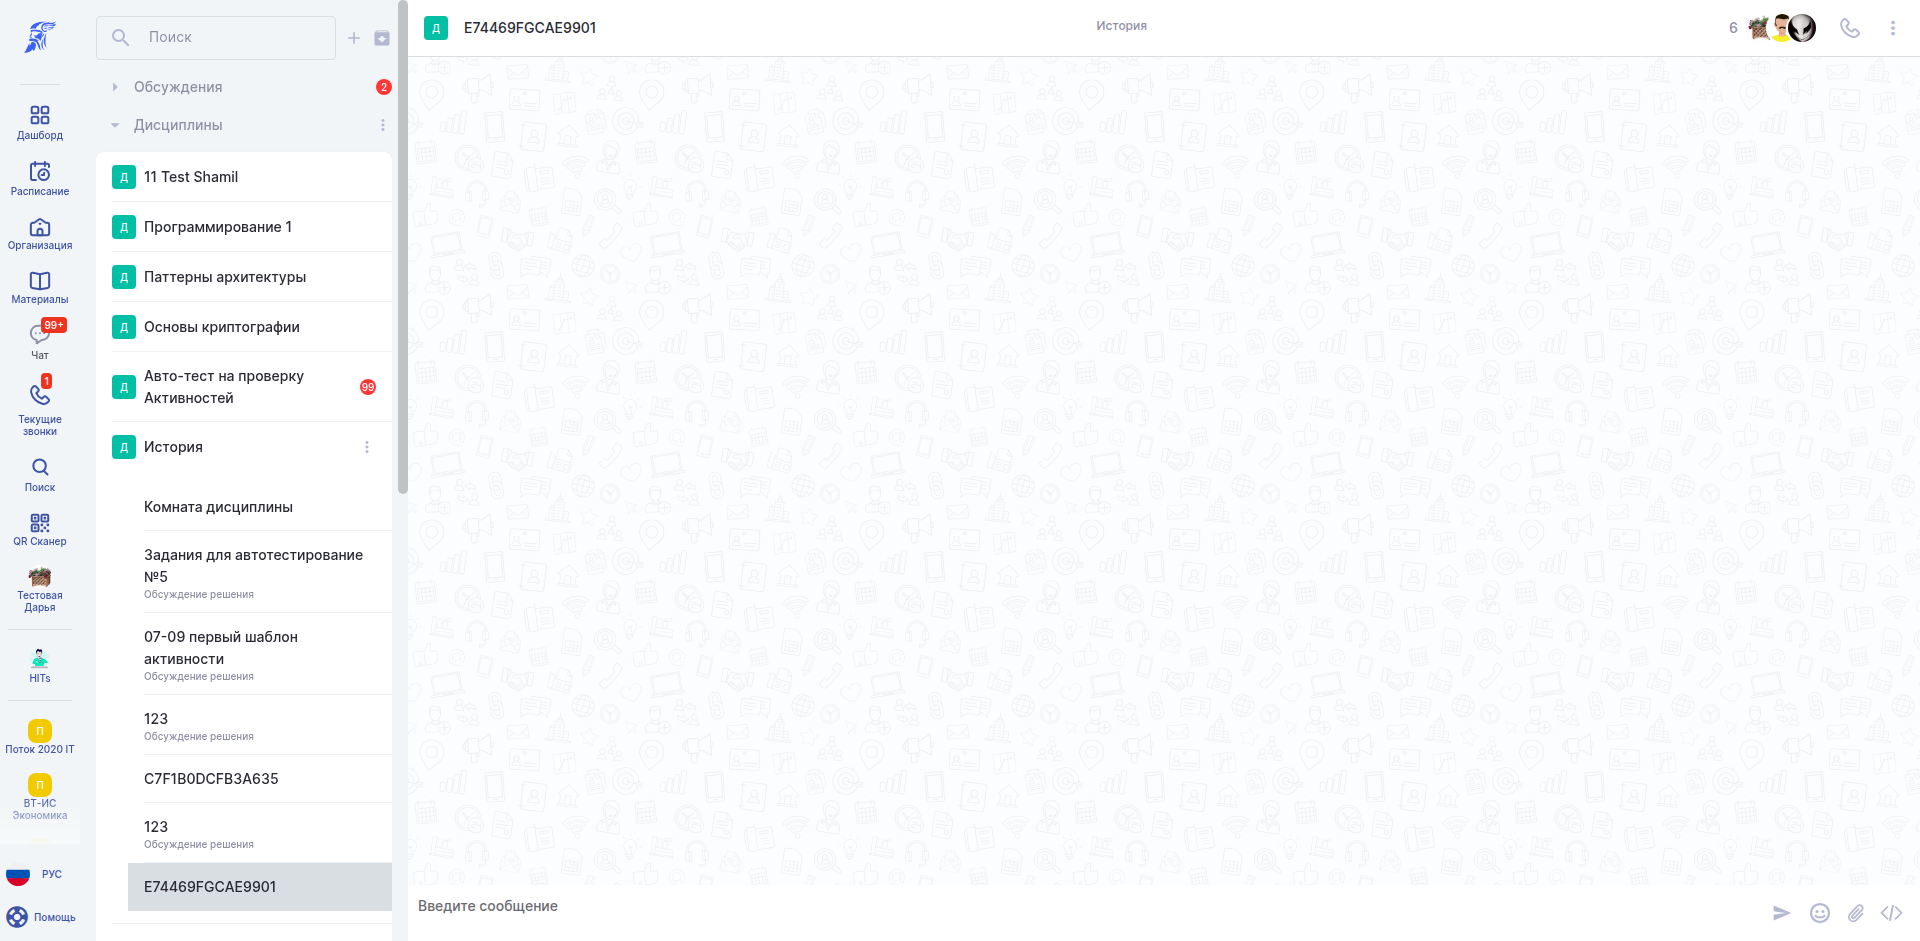 Дашборд
Расписание
Организация
Материалы
99+
Чат
1
Текущие
звонки
Поиск
QR Сканер
Тестовая
Дарья
HITs
П
Поток 2020 IT
П
ВТ-ИС
Экономика
РУС
Помощь
Поиск
Обсуждения
2
Дисциплины
Д 11 Test Shamil
Д Программирование 1
Д Паттерны архитектуры
Д Основы криптографии
Авто-тест на проверку
Д 99
Активностей
Д История
Комната дисциплины
Задания для автотестирование
№5
Обсуждение решения
07-09 первый шаблон
активности
Обсуждение решения
123
Обсуждение решения
C7F1B0DCFB3A635
123
Обсуждение решения
E74469FGCAE9901
Д E74469FGCAE9901
История
6
Введите сообщение